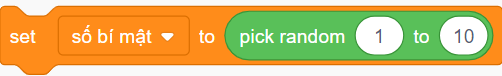 set số bí mật to pick random 1 to 10